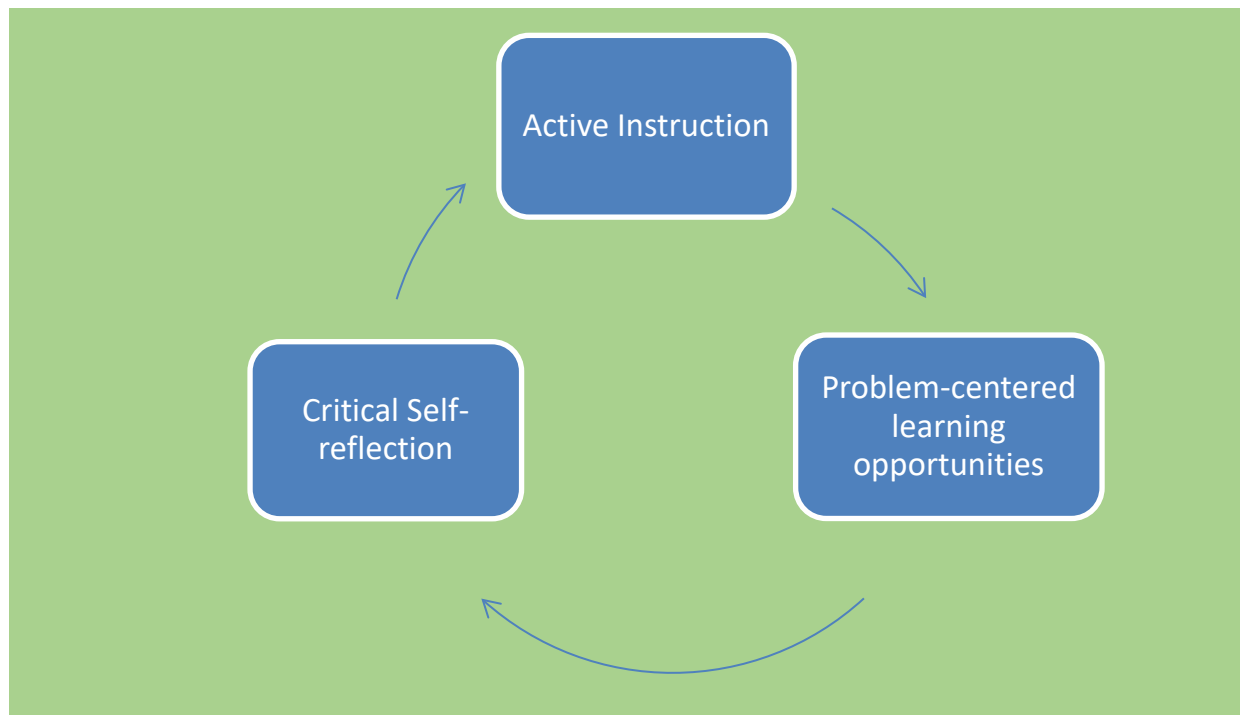 Active Instruction
Problem-centered
learning
opportunities
Critical Self-
reflection